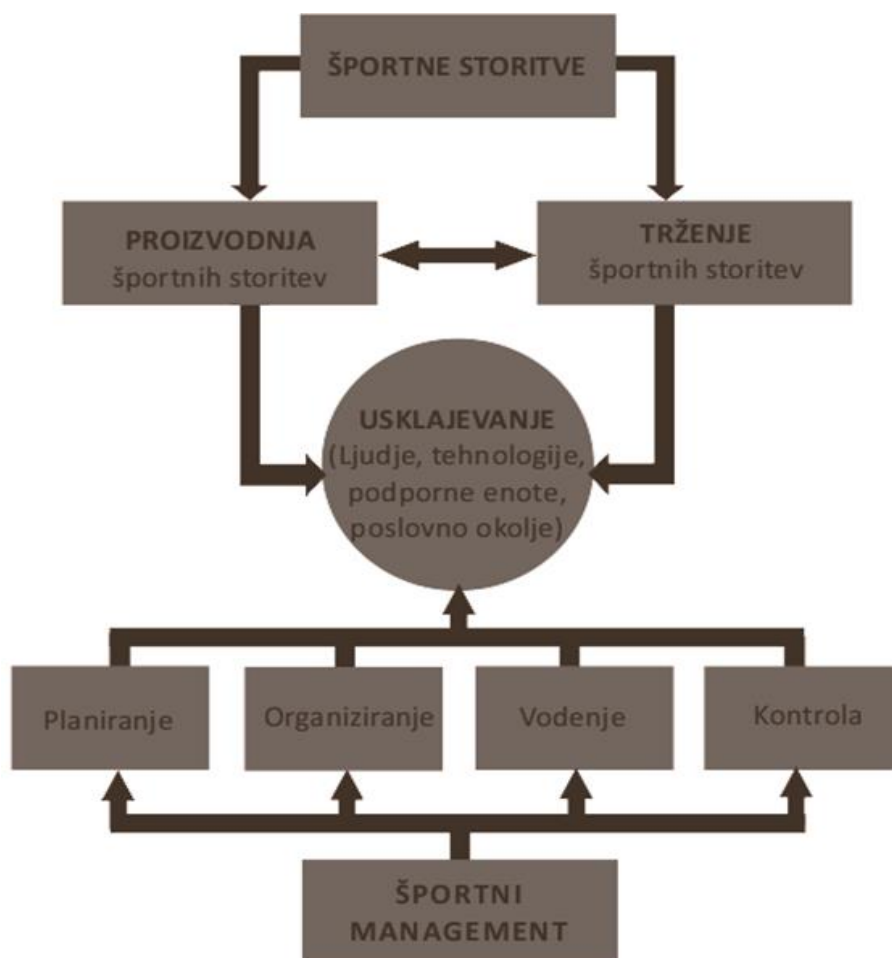 ŠPORTNE STORITVE
PROIZVODNJA
športnih storitev
TRŽENJE
športnih storitev
USKLAJEVANJE
(Ljudje, tehnologije,
podporne enote,
poslovno okolje)
Planiranje
Organiziranje
Vodenje
Kontrola
ŠPORTNI
MANAGEMENT